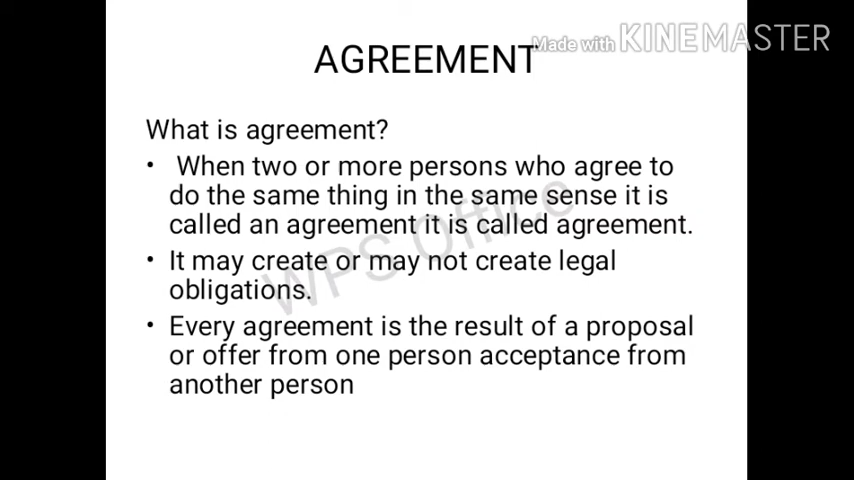 Made with KINEMASTER
AGREEMENT
What is agreement?
• When two or more persons who agree to
do the same thing in the same sense it is
called an agreement it is called agreement.
• It may create or may not create legal
obligations.
• Every agreement is the result of a proposal
or offer from one person acceptance from
another person
WPS Office